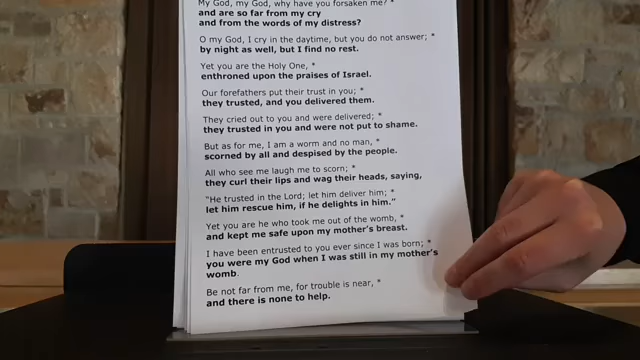 My God, my God, why have you forsaken me? *
and are so far from my cry
and from the words of my distress?
O my God, I cry in the daytime, but you do not answer; *
by night as well, but I find no rest.
Yet you are the Holy One, *
enthroned upon the praises of Israel.
Our forefathers put their trust in you; *
they trusted, and you delivered them.
They cried out to you and were delivered; *
they trusted in you and were not put to shame.
But as for me, I am a worm and no man, *
scorned by all and despised by the people.
All who see me laugh me to scorn; *
they curl their lips and wag their heads, saying,
“He trusted in the Lord; let him deliver him; *
let him rescue him, if he delights in him.”
Yet you are he who took me out of the womb, *
and kept me safe upon my mother’s breast.
I have been entrusted to you ever since I was born; *
you were my God when I was still in my mother’s
womb.
Be not far from me, for trouble is near, *
and there is none to help.